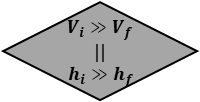 V_i ≫ V_f
||
h_i ≫ h_f